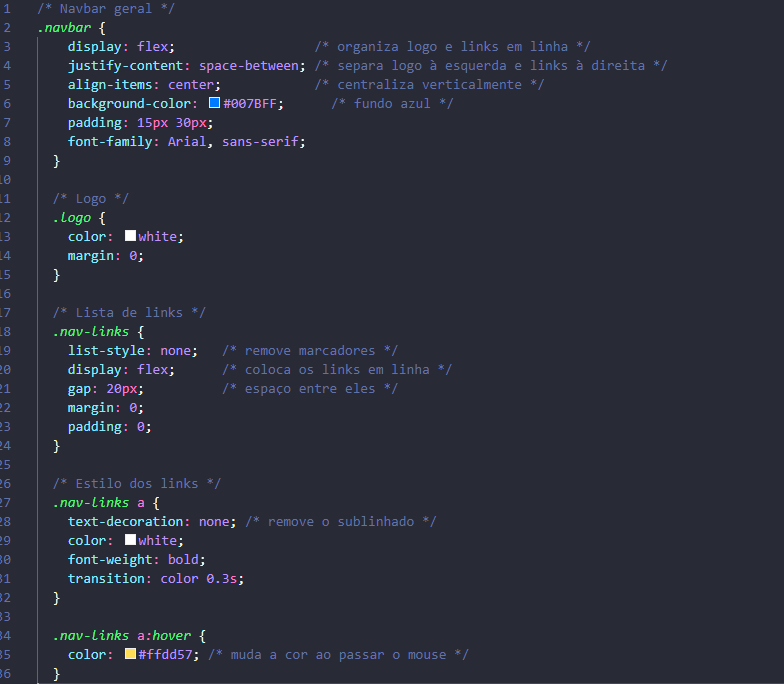 1 /* Navbar geral */
2 .navbar {
3 display: flex; /* organiza logo e links em linha */
4 justify-content: space-between; /* separa logo à esquerda e links à direita */
5 align-items: center; /* centraliza verticalmente */
6 background-color: #007BFF; /* fundo azul */
7 padding: 15px 30px;
8 font-family: Arial, sans-serif;
9 }
10
11 /* Logo */
12 .logo {
13 color: white;
14 margin: 0;
15 }
16
17 /* Lista de links */
18 .nav-links {
19 list-style: none; /* remove marcadores */
20 display: flex; /* coloca os links em linha */
21 gap: 20px; /* espaço entre eles */
22 margin: 0;
23 padding: 0;
24 }
25
26 /* Estilo dos links */
27 .nav-links a {
28 text-decoration: none; /* remove o sublinhado */
29 color: white;
30 font-weight: bold;
31 transition: color 0.3s;
32 }
33
34 .nav-links a:hover {
35 color: #ffdd57; /* muda a cor ao passar o mouse */
36 }